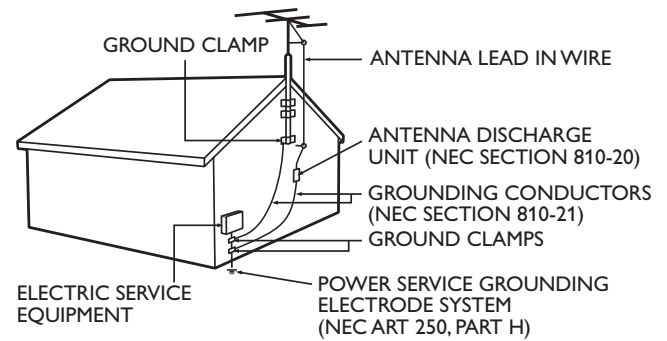 GROUND CLAMP
ANTENNA LEAD IN WIRE
ANTENNA DISCHARGE
UNIT (NEC SECTION 810-20)
GROUNDING CONDUCTORS
(NEC SECTION 810-21)
GROUND CLAMPS
ELECTRIC SERVICE
EQUIPMENT
POWER SERVICE GROUNDING
ELECTRODE SYSTEM
(NEC ART 250, PART H)